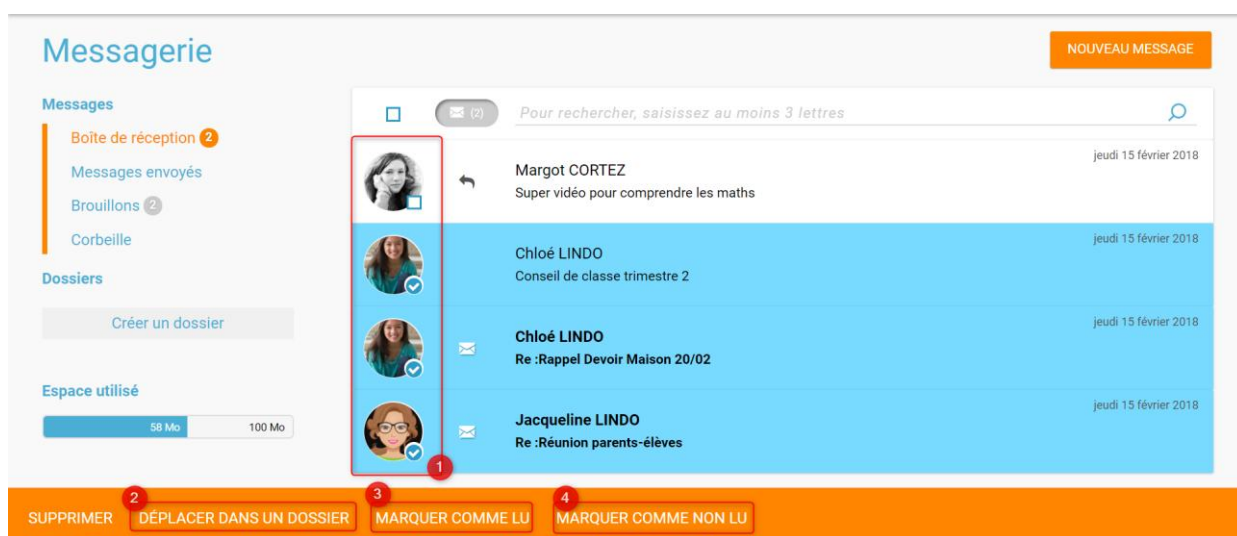 Messagerie
NOUVEAU MESSAGE
Messages
Boîte de réception 2
Messages envoyés
Brouillons 2
Corbeille
Dossiers
Créer un dossier
Espace utilisé
58 Mo 100 Mo
(2) Pour rechercher, saisissez au moins 3 lettres
Margot CORTEZ
jeudi 15 février 2018
Super vidéo pour comprendre les maths
Chloé LINDO
jeudi 15 février 2018
Conseil de classe trimestre 2
Chloé LINDO
jeudi 15 février 2018
Re :Rappel Devoir Maison 20/02
Jacqueline LINDO
jeudi 15 février 2018
Re :Réunion parents-élèves
1
2
3
4
SUPPRIMER DÉPLACER DANS UN DOSSIER MARQUER COMME LU MARQUER COMME NON LU